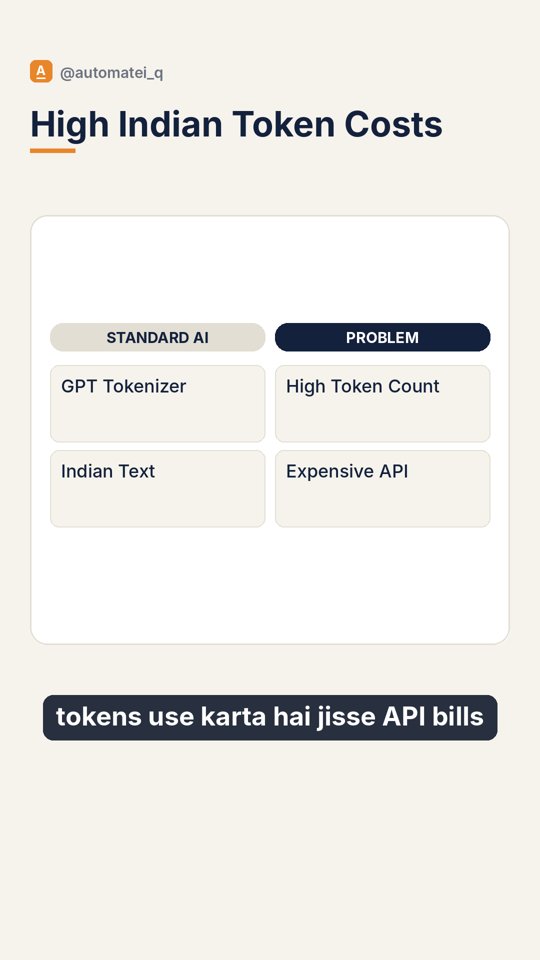 A
@automatei_q
High Indian Token Costs
STANDARD AI
PROBLEM
GPT Tokenizer
High Token Count
Indian Text
Expensive API
tokens use karta hai jisse API bills